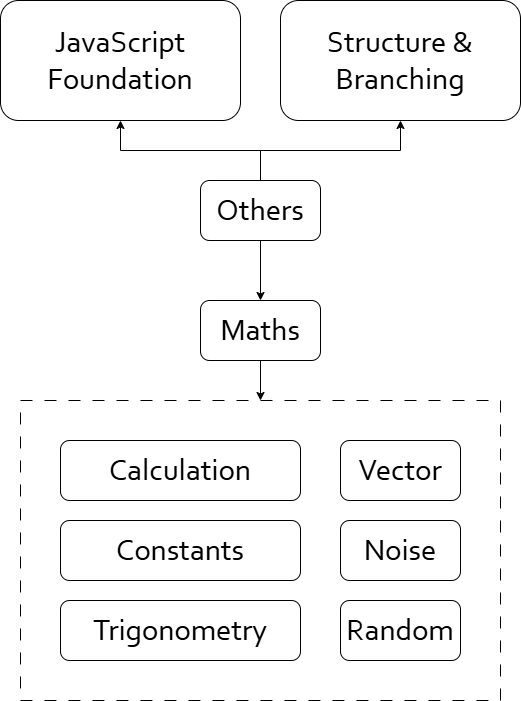 JavaScript
Foundation
Structure &
Branching
Others
Maths
Calculation
Vector
Constants
Noise
Trigonometry
Random